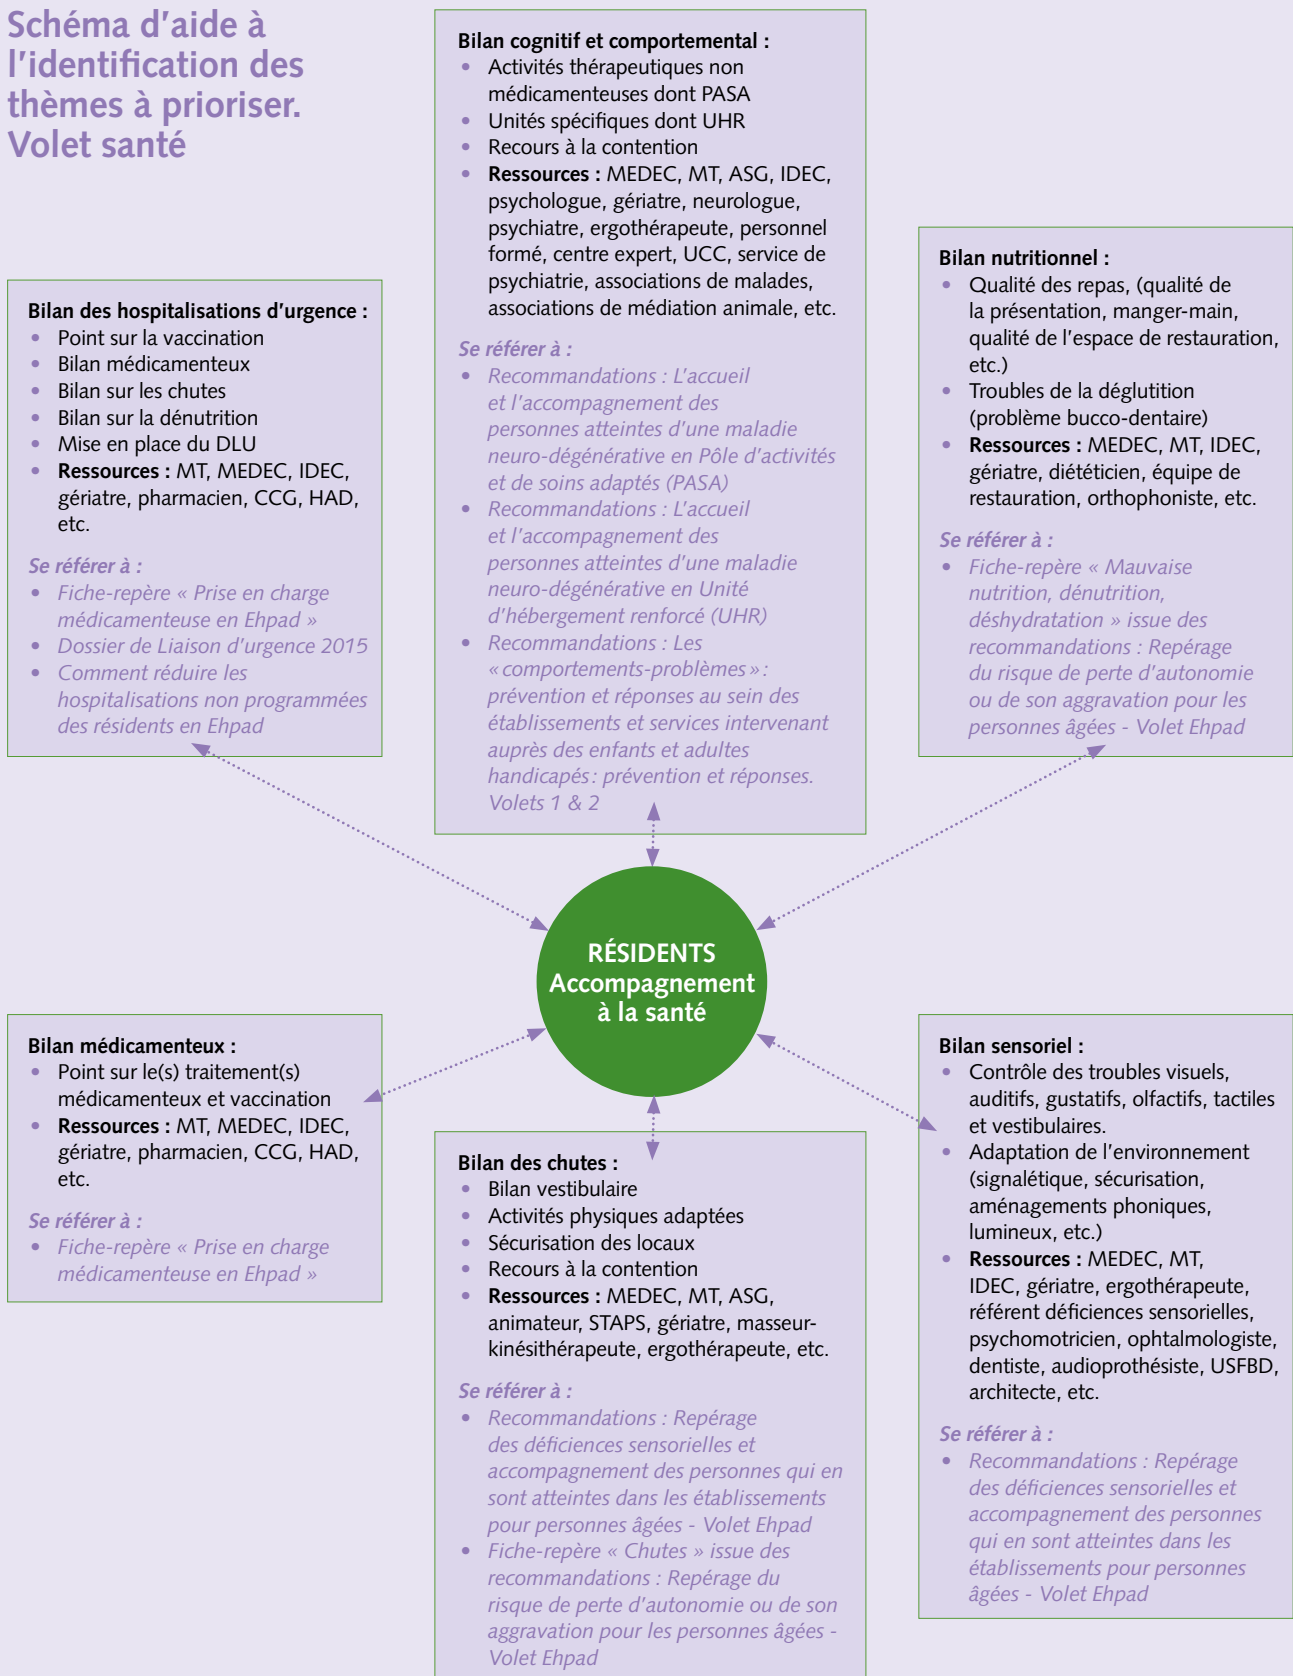 Schéma d'aide à
l'identification des
thèmes à prioriser.
Volet santé
Bilan cognitif et comportemental :
• Activités thérapeutiques non
médicamenteuses dont PASA
• Unités spécifiques dont UHR
• Recours à la contention
• Ressources : MEDEC, MT, ASG, IDEC,
psychologue, gériatre, neurologue,
psychiatre, ergothérapeute, personnel
formé, centre expert, UCC, service de
psychiatrie, associations de malades,
associations de médiation animale, etc.
Se référer à :
• Recommandations : L'accueil
et l'accompagnement des
personnes atteintes d'une maladie
neuro-dégénérative en Pôle d'activités
et de soins adaptés (PASA)
• Recommandations : L'accueil
et l'accompagnement des
personnes atteintes d'une maladie
neuro-dégénérative en Unité
d'hébergement renforcé (UHR)
• Recommandations : Les
« comportements-problèmes » :
prévention et réponses au sein des
établissements et services intervenant
auprès des enfants et adultes
handicapés : prévention et réponses.
Volets 1 & 2
Bilan des hospitalisations d'urgence :
• Point sur la vaccination
• Bilan médicamenteux
• Bilan sur les chutes
• Bilan sur la dénutrition
• Mise en place du DLU
• Ressources : MT, MEDEC, IDEC,
gériatre, pharmacien, CCG, HAD,
etc.
Se référer à :
• Fiche-repère « Prise en charge
médicamenteuse en Ehpad »
• Dossier de Liaison d'urgence 2015
• Comment réduire les
hospitalisations non programmées
des résidents en Ehpad
Bilan nutritionnel :
• Qualité des repas, (qualité de
la présentation, manger-main,
qualité de l'espace de restauration,
etc.)
• Troubles de la déglutition
(problème bucco-dentaire)
• Ressources : MEDEC, MT, IDEC,
gériatre, diététicien, équipe de
restauration, orthophoniste, etc.
Se référer à :
• Fiche-repère « Mauvaise
nutrition, dénutrition,
déshydratation » issue des
recommandations : Repérage
du risque de perte d'autonomie
ou de son aggravation pour les
personnes âgées - Volet Ehpad
RÉSIDENTS
Accompagnement
à la santé
Bilan médicamenteux :
• Point sur le(s) traitement(s)
médicamenteux et vaccination
• Ressources : MT, MEDEC, IDEC,
gériatre, pharmacien, CCG, HAD,
etc.
Se référer à :
• Fiche-repère « Prise en charge
médicamenteuse en Ehpad »
Bilan des chutes :
• Bilan vestibulaire
• Activités physiques adaptées
• Sécurisation des locaux
• Recours à la contention
• Ressources : MEDEC, MT, ASG,
animateur, STAPS, gériatre, masseur-
kinésithérapeute, ergothérapeute, etc.
Se référer à :
• Recommandations : Repérage
des déficiences sensorielles et
accompagnement des personnes qui en
sont atteintes dans les établissements
pour personnes âgées - Volet Ehpad
• Fiche-repère « Chutes » issue des
recommandations : Repérage du
risque de perte d'autonomie ou de son
aggravation pour les personnes âgées -
Volet Ehpad
Bilan sensoriel :
• Contrôle des troubles visuels,
auditifs, gustatifs, olfactifs, tactiles
et vestibulaires.
• Adaptation de l'environnement
(signalétique, sécurisation,
aménagements phoniques,
lumineux, etc.)
• Ressources : MEDEC, MT,
IDEC, gériatre, ergothérapeute,
référent déficiences sensorielles,
psychomotricien, ophtalmologiste,
dentiste, audioprothésiste, USFBD,
architecte, etc.
Se référer à :
• Recommandations : Repérage
des déficiences sensorielles et
accompagnement des personnes
qui en sont atteintes dans les
établissements pour personnes
âgées - Volet Ehpad